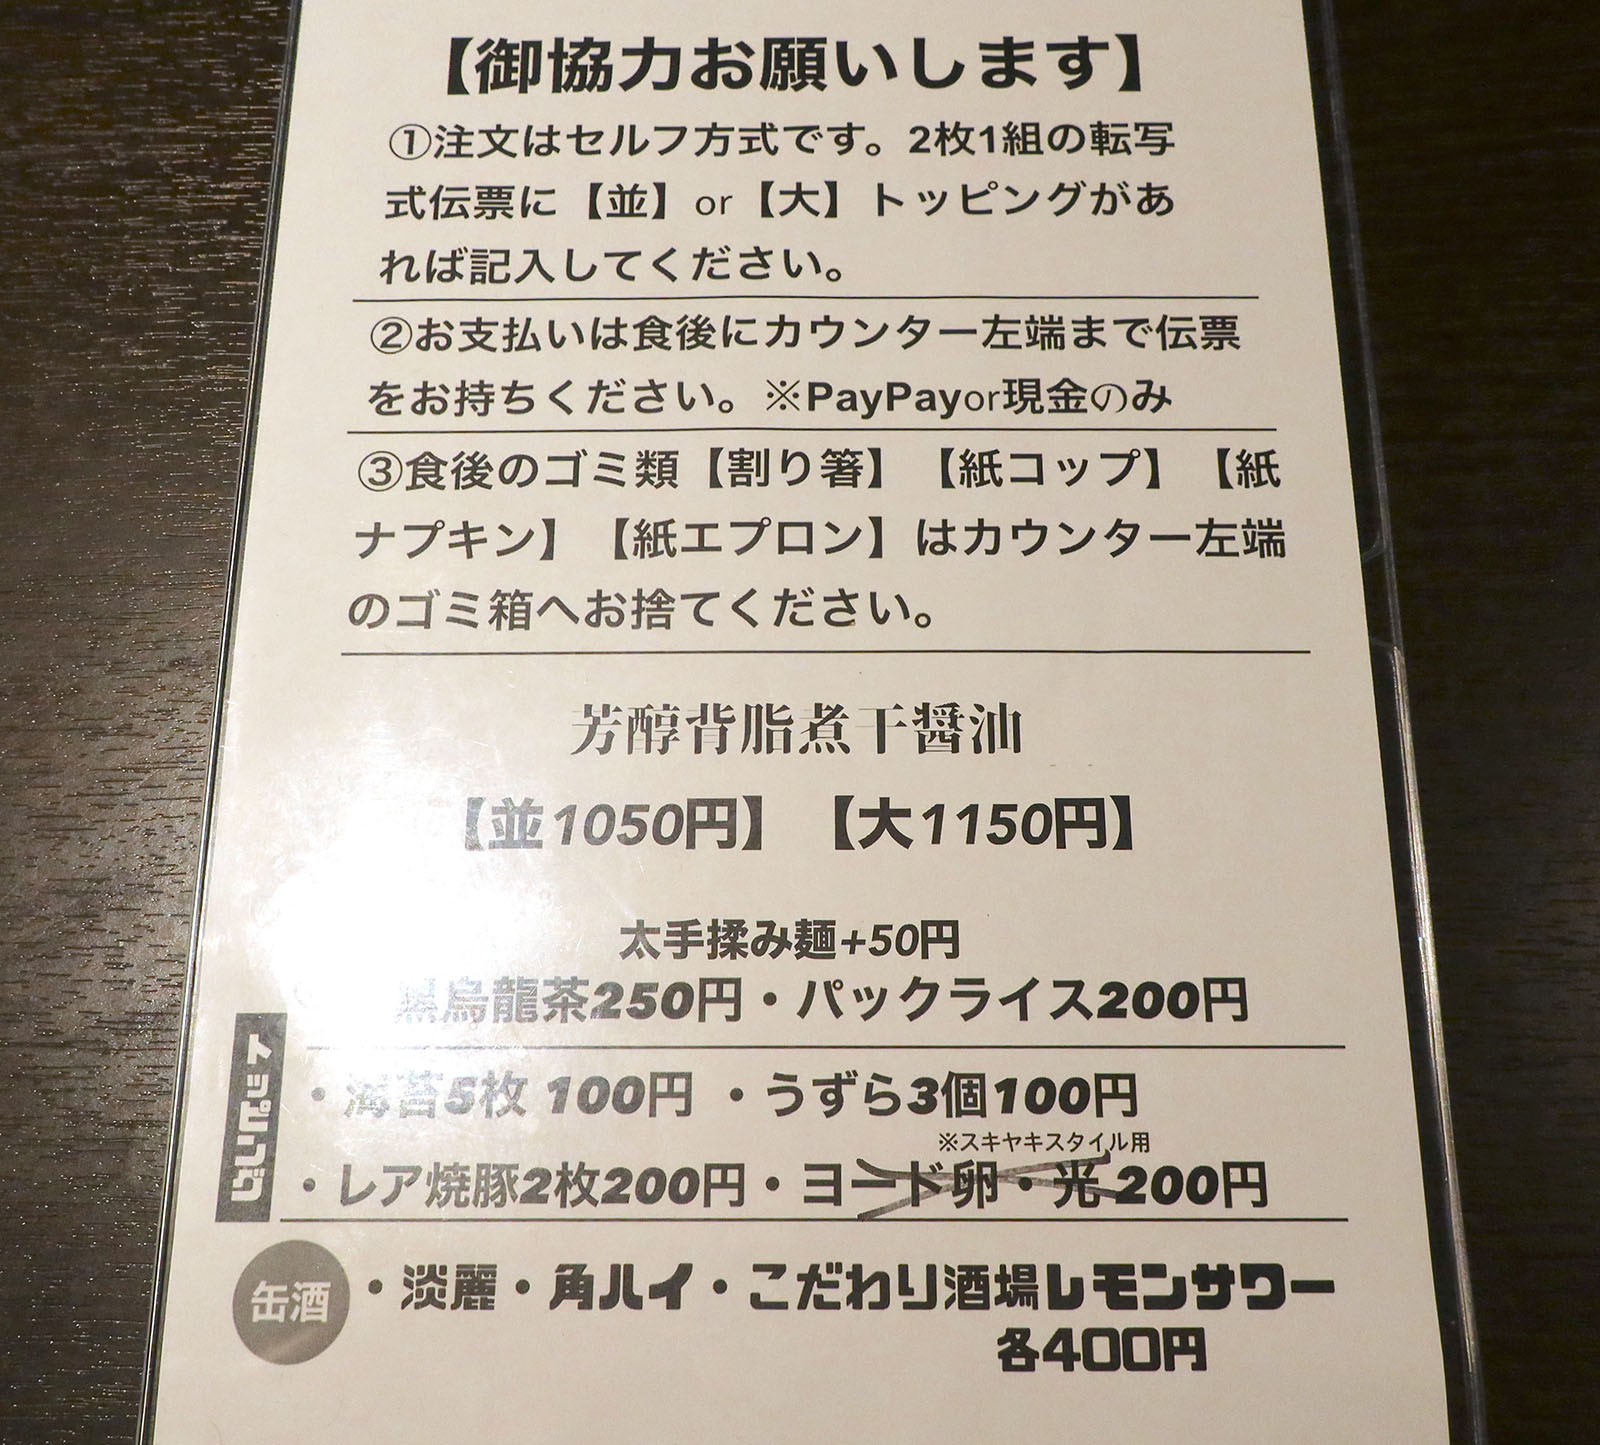 【御協力お願いします】
①注文はセルフ方式です。2枚1組の転写
式伝票に【並】or【大】トッピングがあ
れば記入してください。
②お支払いは食後にカウンター左端まで伝票
をお持ちください。※PayPayor現金のみ
③食後のゴミ類【割り箸】【紙コップ】【紙
ナプキン】【紙エプロン】はカウンター左端
のゴミ箱へお捨てください。
芳醇背脂煮干醤油
【並1050円】【大1150円】
太手揉み麺+50円
黒烏龍茶250円・パックライス200円
トッピング
・海苔5枚 100円 ・うずら3個100円
※スキヤキスタイル用
・レア焼豚2枚200円・ヨード卵・光 200円
缶酒
・淡麗・角ハイ・こだわり酒場レモンサワー
各400円